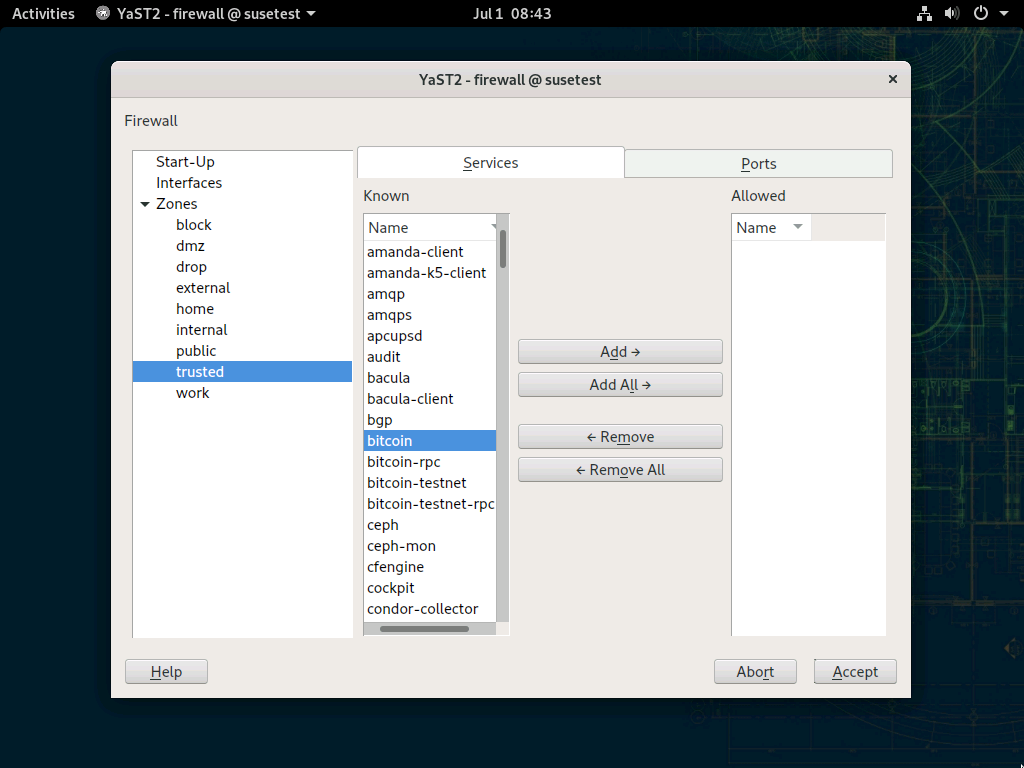 Activities YaST2 - firewall @ susetest Jul 1 08:43
YaST2 - firewall @ susetest
Firewall
Start-Up
Interfaces
Zones
block
dmz
drop
external
home
internal
public
trusted
work
Services Ports
Known
Name
amanda-client
amanda-k5-client
amqp
amqps
apcupsd
audit
bacula
bacula-client
bgp
bitcoin
bitcoin-rpc
bitcoin-testnet
bitcoin-testnet-rpc
ceph
ceph-mon
cfengine
cockpit
condor-collector
Add →
Add All →
← Remove
← Remove All
Allowed
Name
Help Abort Accept